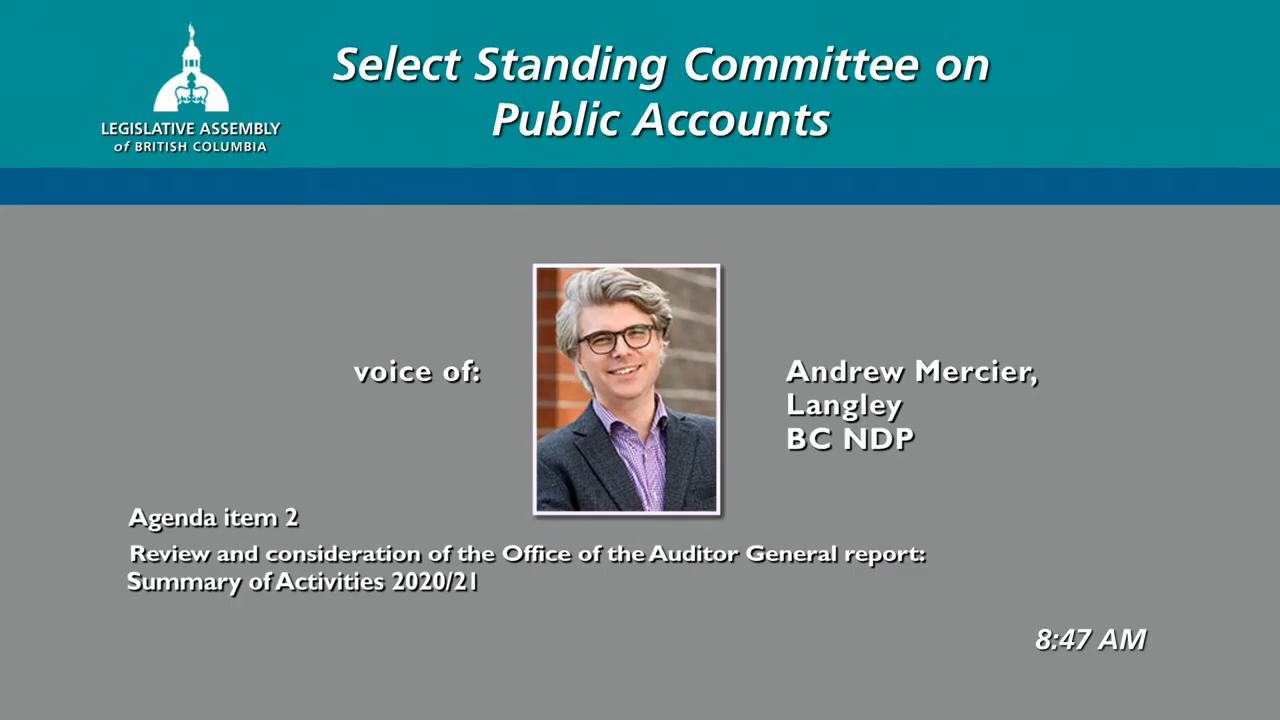 Select Standing Committee on
Public Accounts
LEGISLATIVE ASSEMBLY
of BRITISH COLUMBIA
voice of:
Andrew Mercier,
Langley
BC NDP
Agenda item 2
Review and consideration of the Office of the Auditor General report:
Summary of Activities 2020/21
8:47 AM